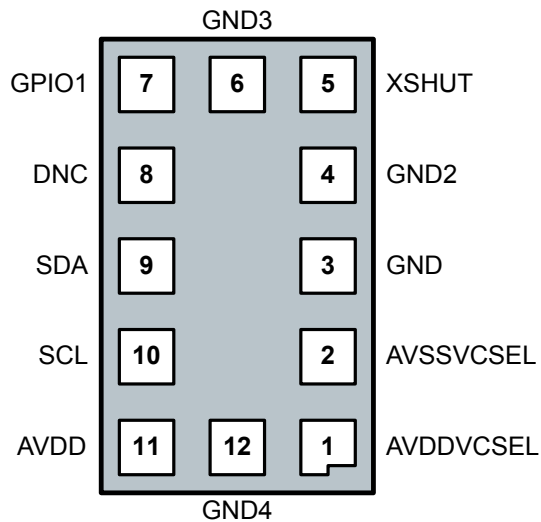 GND3
GPIO1 7 6 5 XSHUT
DNC 8 4 GND2
SDA 9 3 GND
SCL 10 2 AVSSVCSEL
AVDD 11 12 1 AVDDVCSEL
GND4